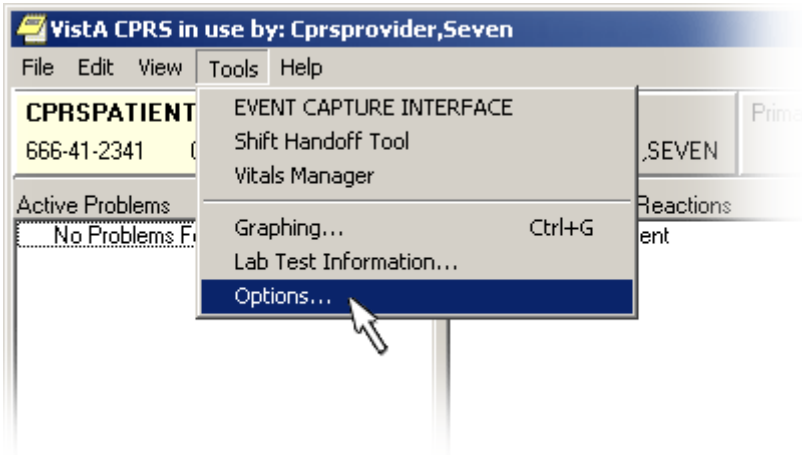 VistA CPRS in use by: Cprsprovider,Seven
File Edit View Tools Help
CPRSPATIENT
666-41-2341
,SEVEN
EVENT CAPTURE INTERFACE
Shift Handoff Tool
Vitals Manager
Graphing... Ctrl+G
Lab Test Information...
Options...
Active Problems
No Problems
Reactions